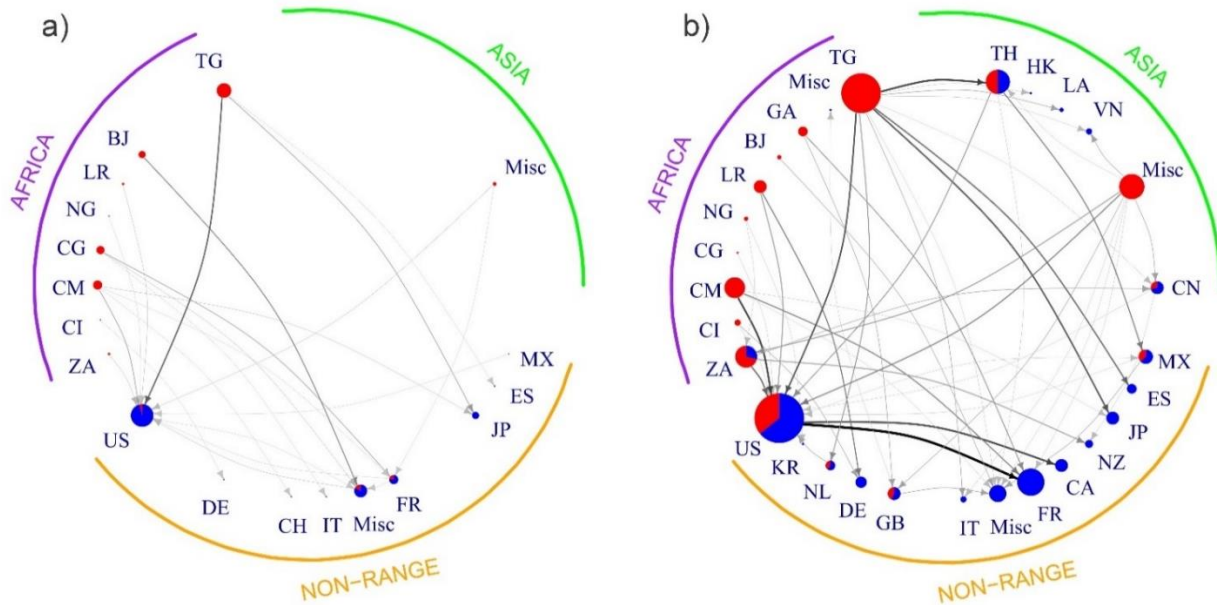 a)
AFRICA
ASIA
NON-RANGE
TG
BJ
LR
NG
CG
CM
CI
ZA
US
DE
CH
IT
Misc
FR
JP
ES
MX
Misc
b)
AFRICA
ASIA
NON-RANGE
TG
Misc
GA
BJ
LR
NG
CG
CM
CI
ZA
US
KR
NL
DE
GB
IT
Misc
FR
CA
NZ
JP
ES
MX
CN
Misc
VN
LA
HK
TH